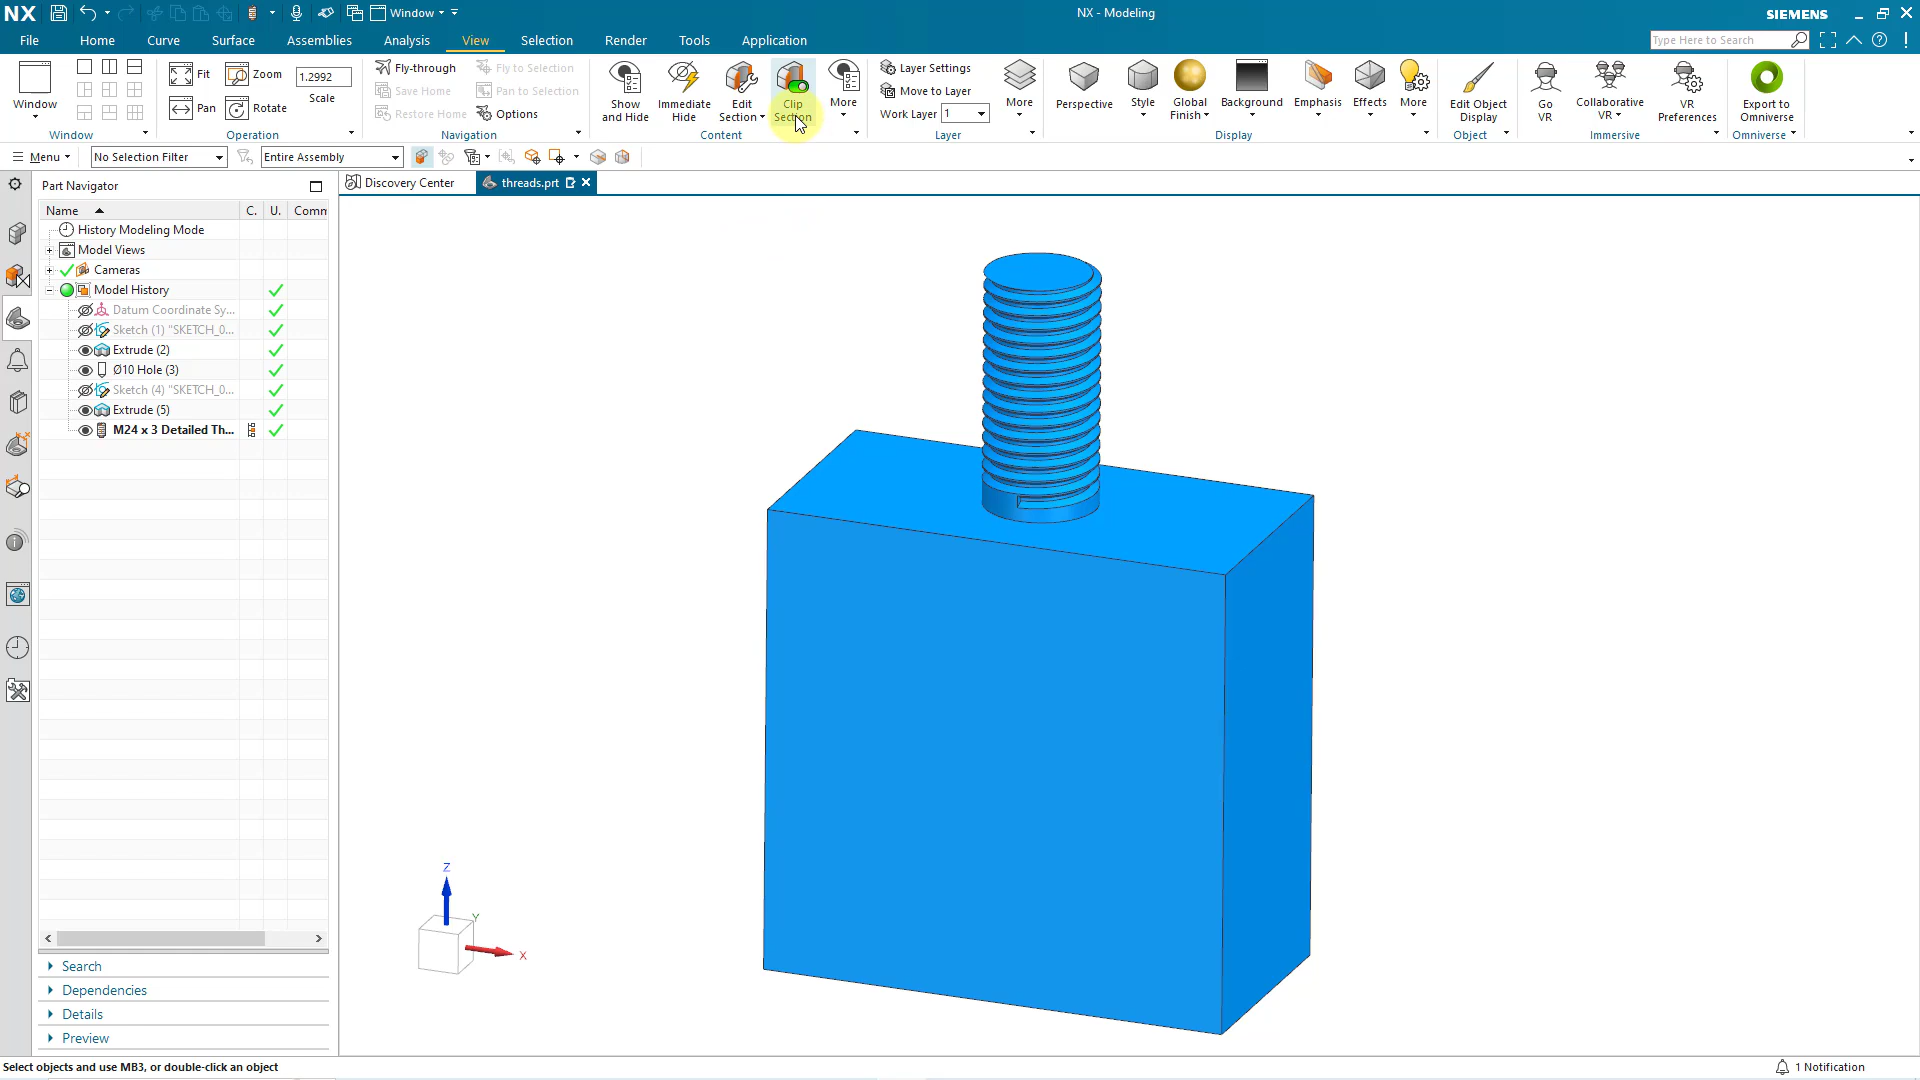 NX
Window
NX - Modeling
SIEMENS
File
Home
Curve
Surface
Assemblies
Analysis
View
Selection
Render
Tools
Application
Type Here to Search
Window
Fit
Zoom
1.2992
Pan
Rotate
Scale
Fly-through
Fly to Selection
Save Home
Pan to Selection
Restore Home
Options
Show
and Hide
Immediate
Hide
Edit
Section
Clip
Section
More
Layer Settings
Move to Layer
Work Layer 1
More
Perspective
Style
Global
Finish
Background
Emphasis
Effects
More
Edit Object
Display
Go
VR
Collaborative
VR
VR
Preferences
Export to
Omniverse
Window
Operation
Navigation
Content
Layer
Display
Object
Immersive
Omniverse
Menu
No Selection Filter
Entire Assembly
Part Navigator
Discovery Center
threads.prt
Name
C.
U.
Comm
History Modeling Mode
Model Views
Cameras
Model History
Datum Coordinate Sy...
Sketch (1) "SKETCH_0...
Extrude (2)
Ø10 Hole (3)
Sketch (4) "SKETCH_0...
Extrude (5)
M24 x 3 Detailed Th...
Z
Y
X
Search
Dependencies
Details
Preview
Select objects and use MB3, or double-click an object
1 Notification